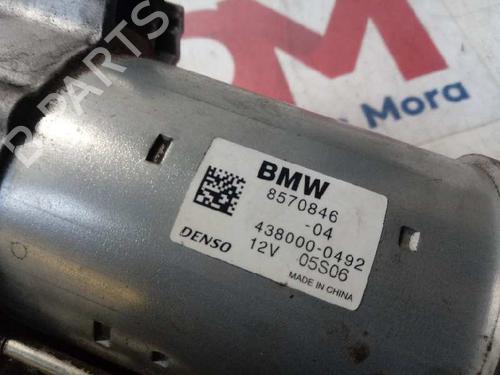 BMW
8570846
-04
438000-0492
DENSO 12V 05S06
MADE IN CHINA
B-PARTS
Mora